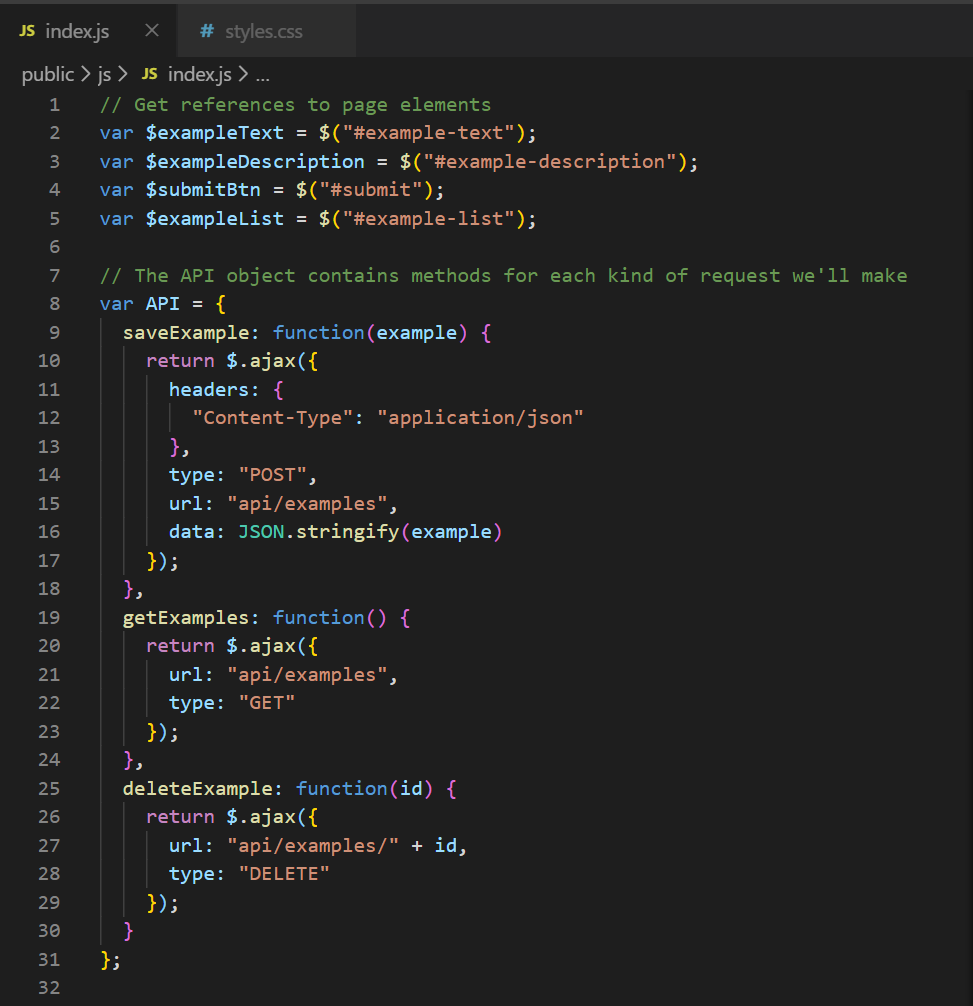 JS index.js × # styles.css
public > js > JS index.js > ...
1 // Get references to page elements
2 var $exampleText = $("#example-text");
3 var $exampleDescription = $("#example-description");
4 var $submitBtn = $("#submit");
5 var $exampleList = $("#example-list");
6
7 // The API object contains methods for each kind of request we'll make
8 var API = {
9   saveExample: function(example) {
10     return $.ajax({
11       headers: {
12         "Content-Type": "application/json"
13       },
14       type: "POST",
15       url: "api/examples",
16       data: JSON.stringify(example)
17     });
18   },
19   getExamples: function() {
20     return $.ajax({
21       url: "api/examples",
22       type: "GET"
23     });
24   },
25   deleteExample: function(id) {
26     return $.ajax({
27       url: "api/examples/" + id,
28       type: "DELETE"
29     });
30   }
31 };
32